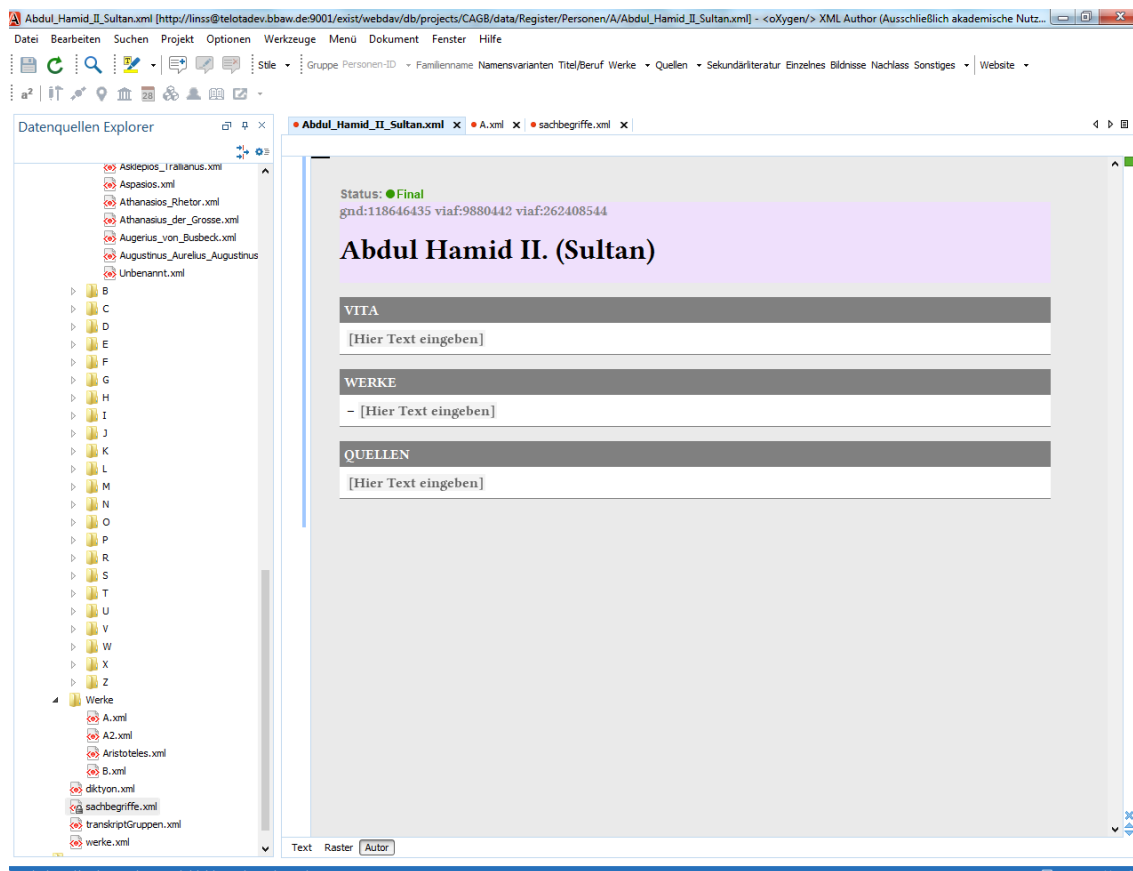 Abdul_Hamid_II_Sultan.xml [http://linss@telotadev.bbaw.de:9001/exist/webdav/db/projects/CAGB/data/Register/Personen/A/Abdul_Hamid_II_Sultan.xml] - <oXygen/> XML Author (Ausschließlich akademische Nutz...
Datei Bearbeiten Suchen Projekt Optionen Werkzeuge Menü Dokument Fenster Hilfe
Stile Gruppe Personen-ID Familienname Namensvarianten Titel/Beruf Werke Quellen Sekundärliteratur Einzelnes Bildnisse Nachlass Sonstiges Website
a² 28
Datenquellen Explorer
Abdul_Hamid_II_Sultan.xml A.xml sachbegriffe.xml
Asklepios_Trallianus.xml
Aspasios.xml
Athanasios_Rhetor.xml
Athanasius_der_Grosse.xml
Augerius_von_Busbeck.xml
Augustinus_Aurelius_Augustinus
Unbenannt.xml
B
C
D
E
F
G
H
I
J
K
L
M
N
O
P
R
S
T
U
V
W
X
Z
Werke
A.xml
A2.xml
Aristoteles.xml
B.xml
diktyon.xml
sachbegriffe.xml
transkriptGruppen.xml
werke.xml
Status: Final
gnd:118646435 viaf:9880442 viaf:262408544
Abdul Hamid II. (Sultan)
VITA
[Hier Text eingeben]
WERKE
– [Hier Text eingeben]
QUELLEN
[Hier Text eingeben]
Text Raster Autor